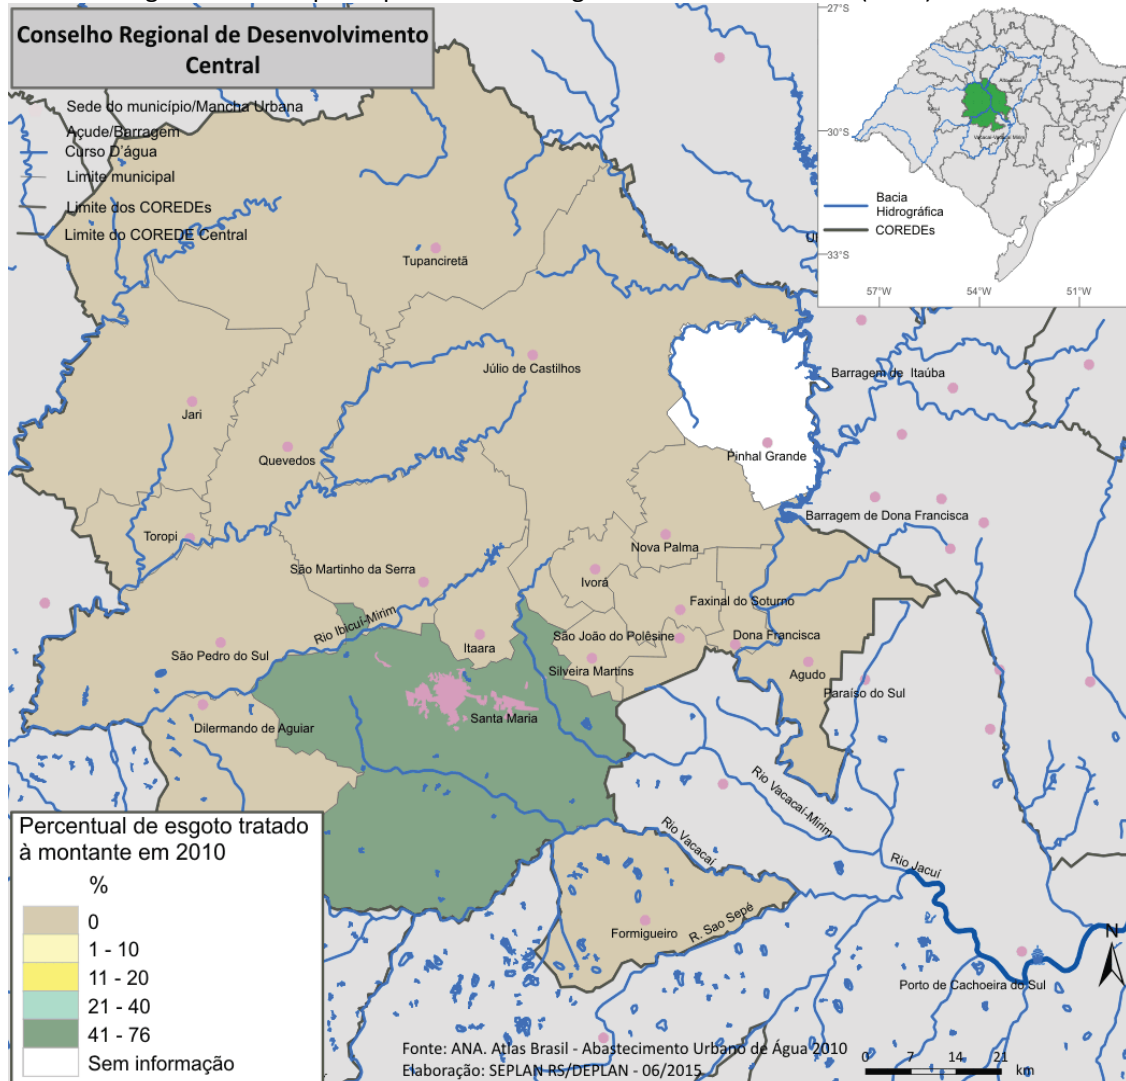 Conselho Regional de Desenvolvimento
Central
Sede do município/Mancha Urbana
Açude/Barragem
Curso D'água
Limite municipal
Limite dos COREDEs
Limite do COREDE Central
27°S
30°S
33°S
57°W
54°W
51°W
Bacia
Hidrográfica
COREDEs
Tupanciretã
Júlio de Castilhos
Jari
Quevedos
Pinhal Grande
Barragem de Itaúba
Toropi
Barragem de Dona Francisca
Nova Palma
São Martinho da Serra
Ivorá
Faxinal do Soturno
Rio Ibicuí-Mirim
São João do Polêsine
Dona Francisca
Itaara
São Pedro do Sul
Silveira Martins
Agudo
Paraíso do Sul
Santa Maria
Dilermando de Aguiar
Rio Vacacaí-Mirim
Rio Vacacaí
Rio Jacuí
R. Sao Sepé
Formigueiro
Porto de Cachoeira do Sul
Percentual de esgoto tratado
à montante em 2010
%
0
1 - 10
11 - 20
21 - 40
41 - 76
Sem informação
N
Fonte: ANA. Atlas Brasil - Abastecimento Urbano de Água 2010
Elaboração: SEPLAN RS/DEPLAN - 06/2015
0 7 14 21
km